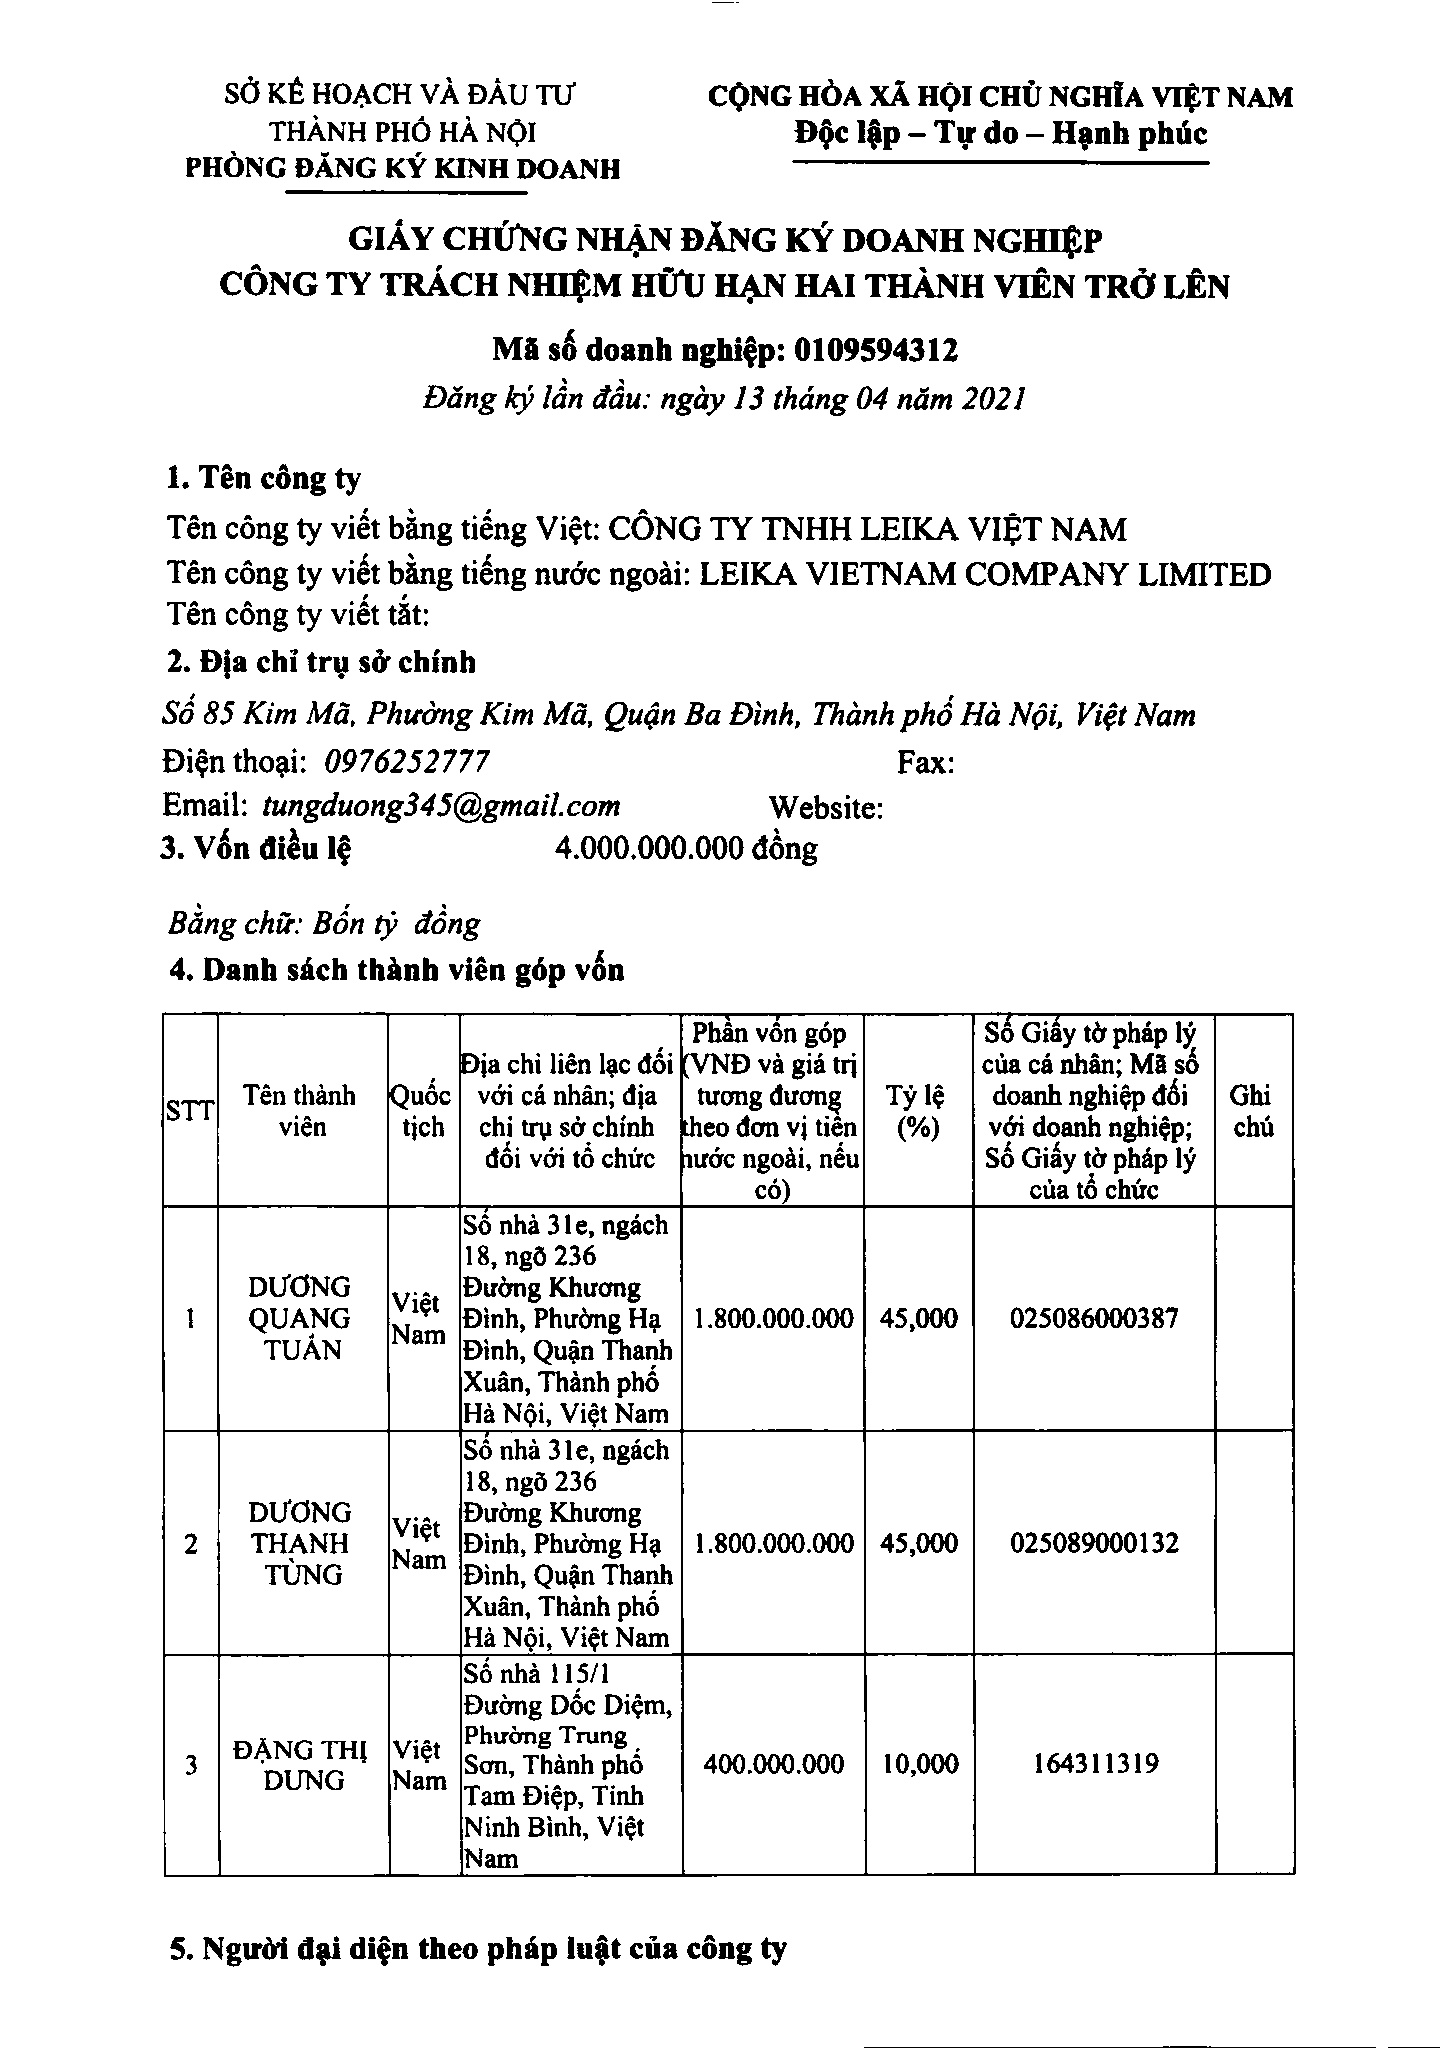 SỞ KẾ HOẠCH VÀ ĐẦU TƯ
THÀNH PHỐ HÀ NỘI
PHÒNG ĐĂNG KÝ KINH DOANH
CỘNG HÒA XÃ HỘI CHỦ NGHĨA VIỆT NAM
Độc lập – Tự do – Hạnh phúc
GIẤY CHỨNG NHẬN ĐĂNG KÝ DOANH NGHIỆP
CÔNG TY TRÁCH NHIỆM HỮU HẠN HAI THÀNH VIÊN TRỞ LÊN
Mã số doanh nghiệp: 0109594312
Đăng ký lần đầu: ngày 13 tháng 04 năm 2021
1. Tên công ty
Tên công ty viết bằng tiếng Việt: CÔNG TY TNHH LEIKA VIỆT NAM
Tên công ty viết bằng tiếng nước ngoài: LEIKA VIETNAM COMPANY LIMITED
Tên công ty viết tắt:
2. Địa chỉ trụ sở chính
Số 85 Kim Mã, Phường Kim Mã, Quận Ba Đình, Thành phố Hà Nội, Việt Nam
Điện thoại: 0976252777 Fax:
Email: tungduong345@gmail.com Website:
3. Vốn điều lệ 4.000.000.000 đồng
Bằng chữ: Bốn tỷ đồng
4. Danh sách thành viên góp vốn
STT
Tên thành
viên
Quốc
tịch
Địa chỉ liên lạc đối
với cá nhân; địa
chỉ trụ sở chính
đối với tổ chức
Phần vốn góp
(VNĐ và giá trị
tương đương
theo đơn vị tiền
nước ngoài, nếu
có)
Tỷ lệ
(%)
Số Giấy tờ pháp lý
của cá nhân; Mã số
doanh nghiệp đối
với doanh nghiệp;
Số Giấy tờ pháp lý
của tổ chức
Ghi
chú
1
DƯƠNG
QUANG
TUẤN
Việt
Nam
Số nhà 31e, ngách
18, ngõ 236
Đường Khương
Đình, Phường Hạ
Đình, Quận Thanh
Xuân, Thành phố
Hà Nội, Việt Nam
1.800.000.000
45,000
025086000387
2
DƯƠNG
THANH
TÙNG
Việt
Nam
Số nhà 31e, ngách
18, ngõ 236
Đường Khương
Đình, Phường Hạ
Đình, Quận Thanh
Xuân, Thành phố
Hà Nội, Việt Nam
1.800.000.000
45,000
025089000132
3
ĐẶNG THỊ
DUNG
Việt
Nam
Số nhà 115/1
Đường Dốc Diệm,
Phường Trung
Sơn, Thành phố
Tam Điệp, Tỉnh
Ninh Bình, Việt
Nam
400.000.000
10,000
164311319
5. Người đại diện theo pháp luật của công ty